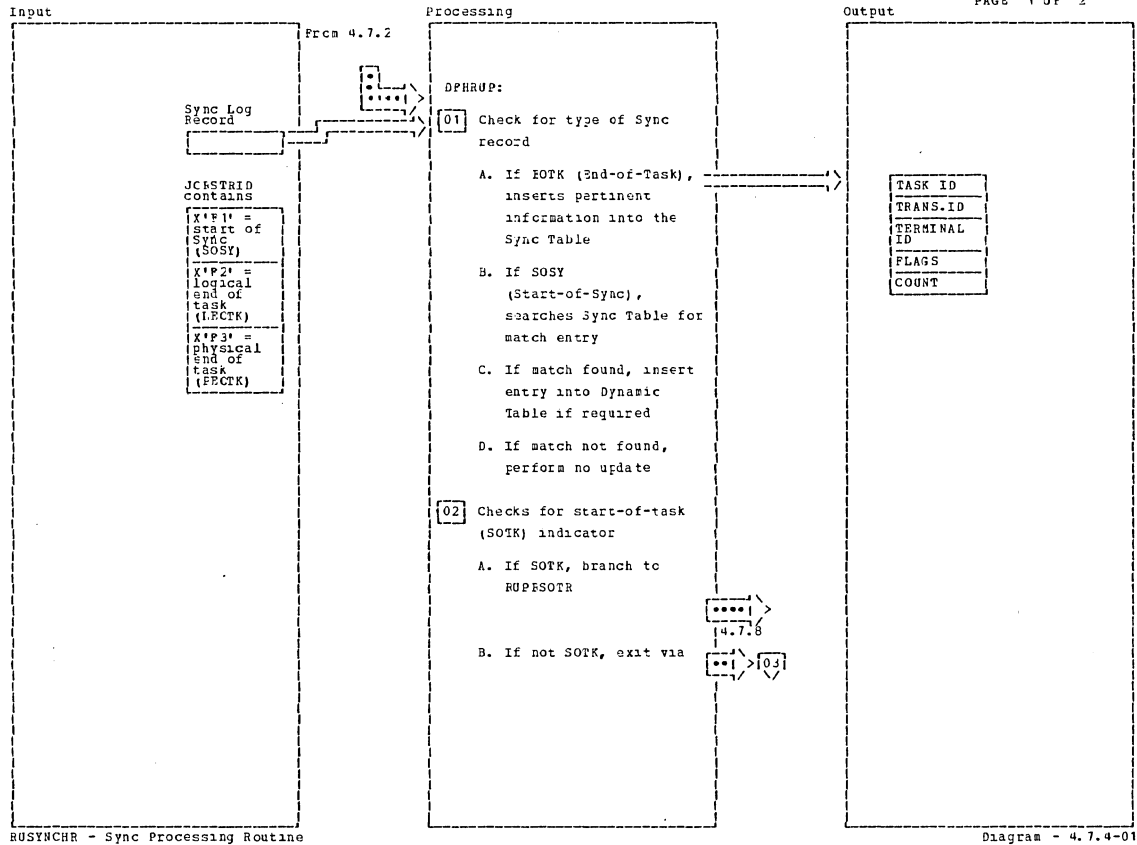 PAGE 1 OF 2
Input
Processing
Output
From 4.7.2
Sync Log
Record
JCRSTRID
contains
X'F1' =
start of
Sync
(SOSY)
X'F2' =
logical
end of
task
(LEOTK)
X'F3' =
physical
end of
task
(PEOTK)
DPHRUP:
01 Check for type of Sync
record
A. If EOTK (End-of-Task),
inserts pertinent
information into the
Sync Table
B. If SOSY
(Start-of-Sync),
searches Sync Table for
match entry
C. If match found, insert
entry into Dynamic
Table if required
D. If match not found,
perform no update
02 Checks for start-of-task
(SOTK) indicator
A. If SOTK, branch to
RUPFSOTR
4.7.8
B. If not SOTK, exit via
03
TASK ID
TRANS.ID
TERMINAL
ID
FLAGS
COUNT
RUSYNCHR - Sync Processing Routine
Diagram - 4.7.4-01